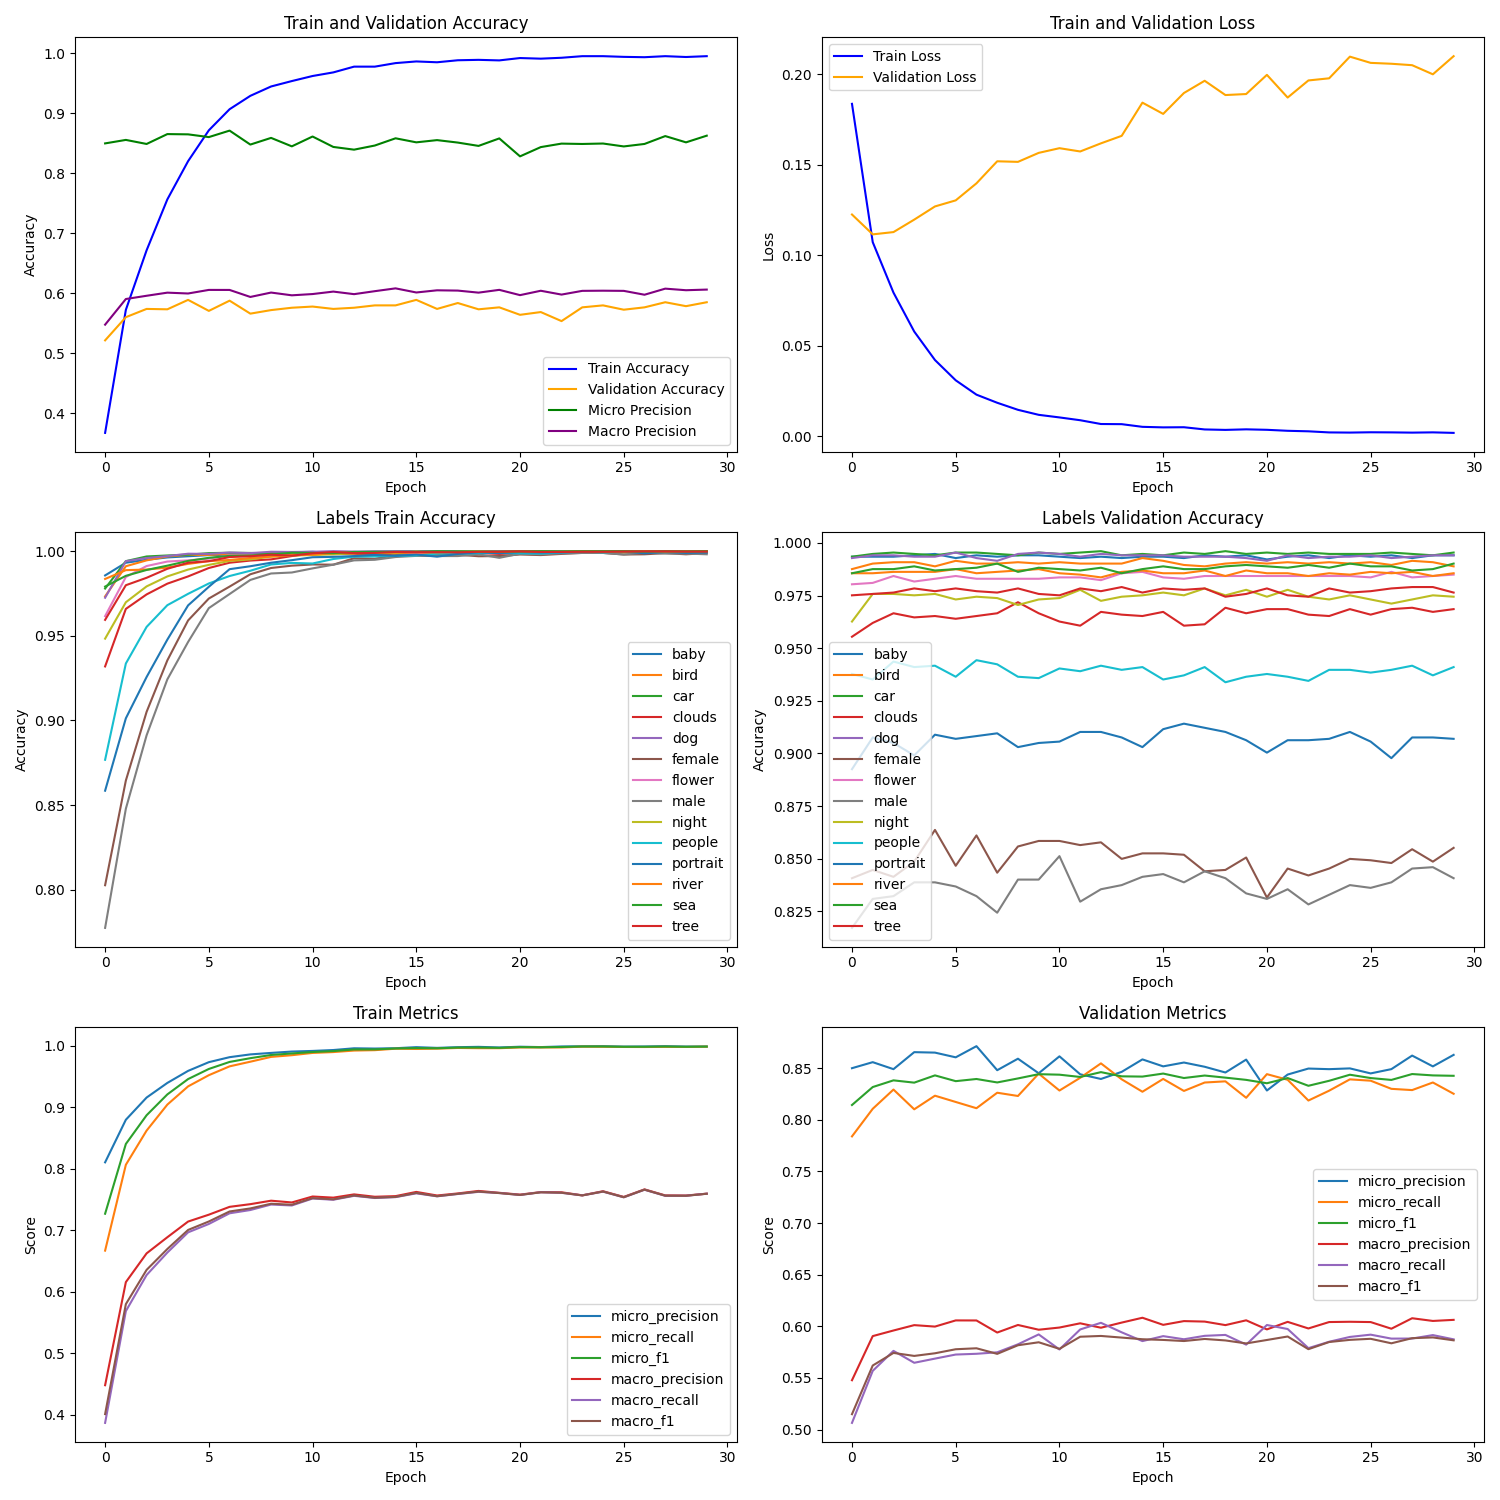 Train and Validation Accuracy
Accuracy
1.0
0.9
0.8
0.7
0.6
0.5
0.4
Train Accuracy
Validation Accuracy
Micro Precision
Macro Precision
0 5 10 15 20 25 30
Epoch
Train and Validation Loss
Loss
0.20
0.15
0.10
0.05
0.00
Train Loss
Validation Loss
0 5 10 15 20 25 30
Epoch
Labels Train Accuracy
Accuracy
1.00
0.95
0.90
0.85
0.80
baby
bird
car
clouds
dog
female
flower
male
night
people
portrait
river
sea
tree
0 5 10 15 20 25 30
Epoch
Labels Validation Accuracy
Accuracy
1.000
0.975
0.950
0.925
0.900
0.875
0.850
0.825
baby
bird
car
clouds
dog
female
flower
male
night
people
portrait
river
sea
tree
0 5 10 15 20 25 30
Epoch
Train Metrics
Score
1.0
0.9
0.8
0.7
0.6
0.5
0.4
micro_precision
micro_recall
micro_f1
macro_precision
macro_recall
macro_f1
0 5 10 15 20 25 30
Epoch
Validation Metrics
Score
0.85
0.80
0.75
0.70
0.65
0.60
0.55
0.50
micro_precision
micro_recall
micro_f1
macro_precision
macro_recall
macro_f1
0 5 10 15 20 25 30
Epoch